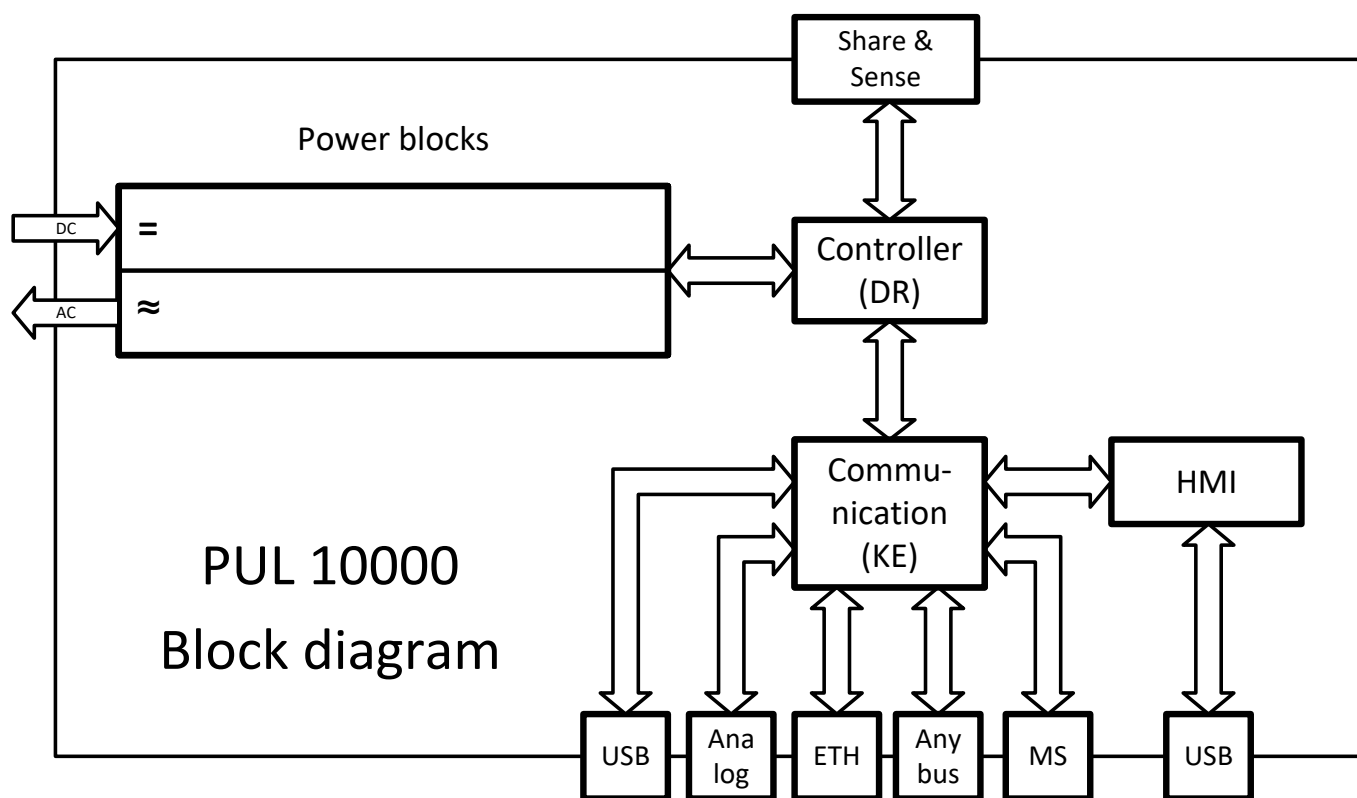 Share &
Sense
Power blocks
DC
=
Controller
(DR)
AC
≈
Commu-
nication
(KE)
HMI
PUL 10000
Block diagram
USB
Ana
log
ETH
Any
bus
MS
USB